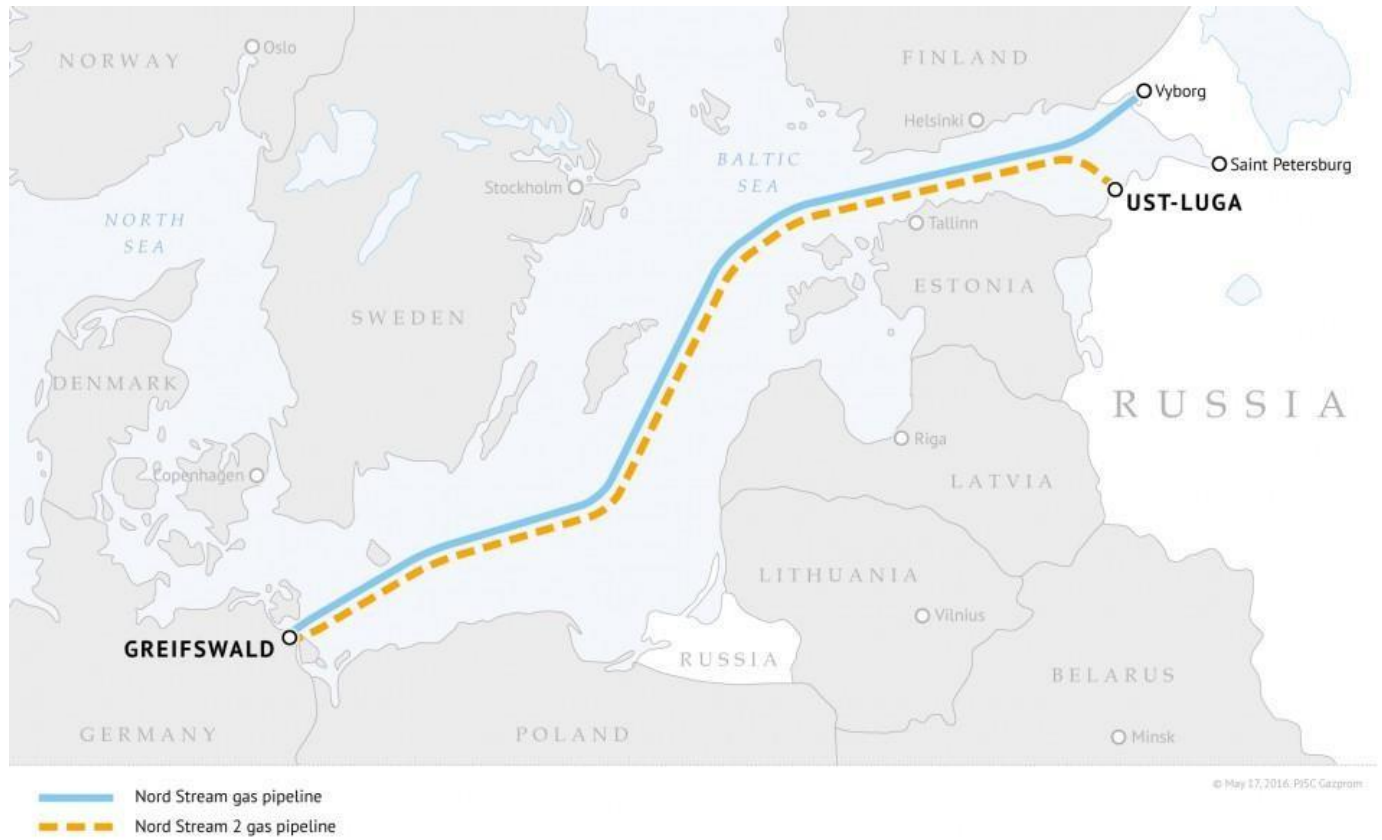 NORWAY
Oslo
FINLAND
Vyborg
Helsinki
BALTIC
SEA
Saint Petersburg
Stockholm
UST-LUGA
NORTH
SEA
Tallinn
ESTONIA
SWEDEN
DENMARK
RUSSIA
Riga
Copenhagen
LATVIA
LITHUANIA
Vilnius
GREIFSWALD
RUSSIA
BELARUS
GERMANY
POLAND
Minsk
© May 17, 2016, PJSC Gazprom
Nord Stream gas pipeline
Nord Stream 2 gas pipeline